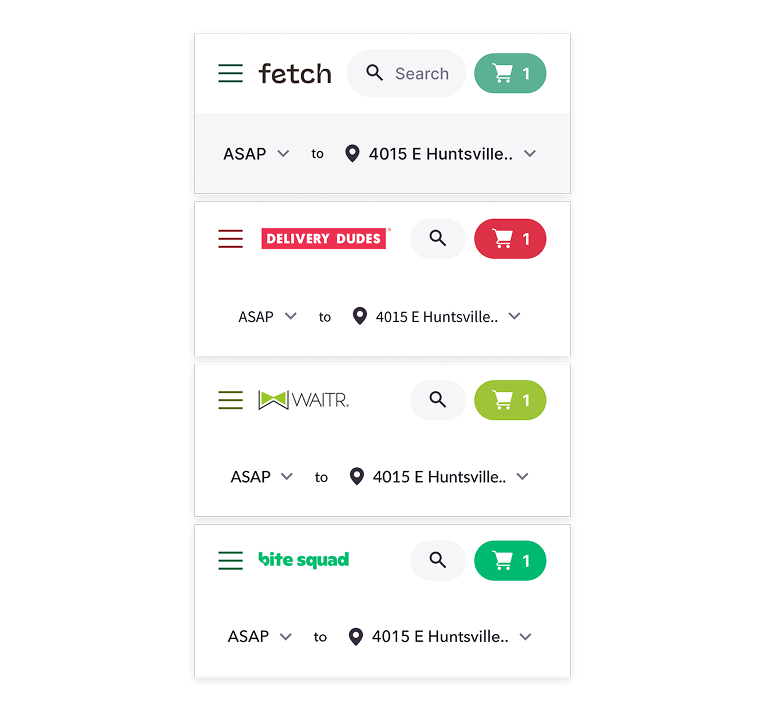 fetch Search 1
ASAP to 4015 E Huntsville..
DELIVERY DUDES 1
ASAP to 4015 E Huntsville..
WAITR. 1
ASAP to 4015 E Huntsville..
bite squad 1
ASAP to 4015 E Huntsville..